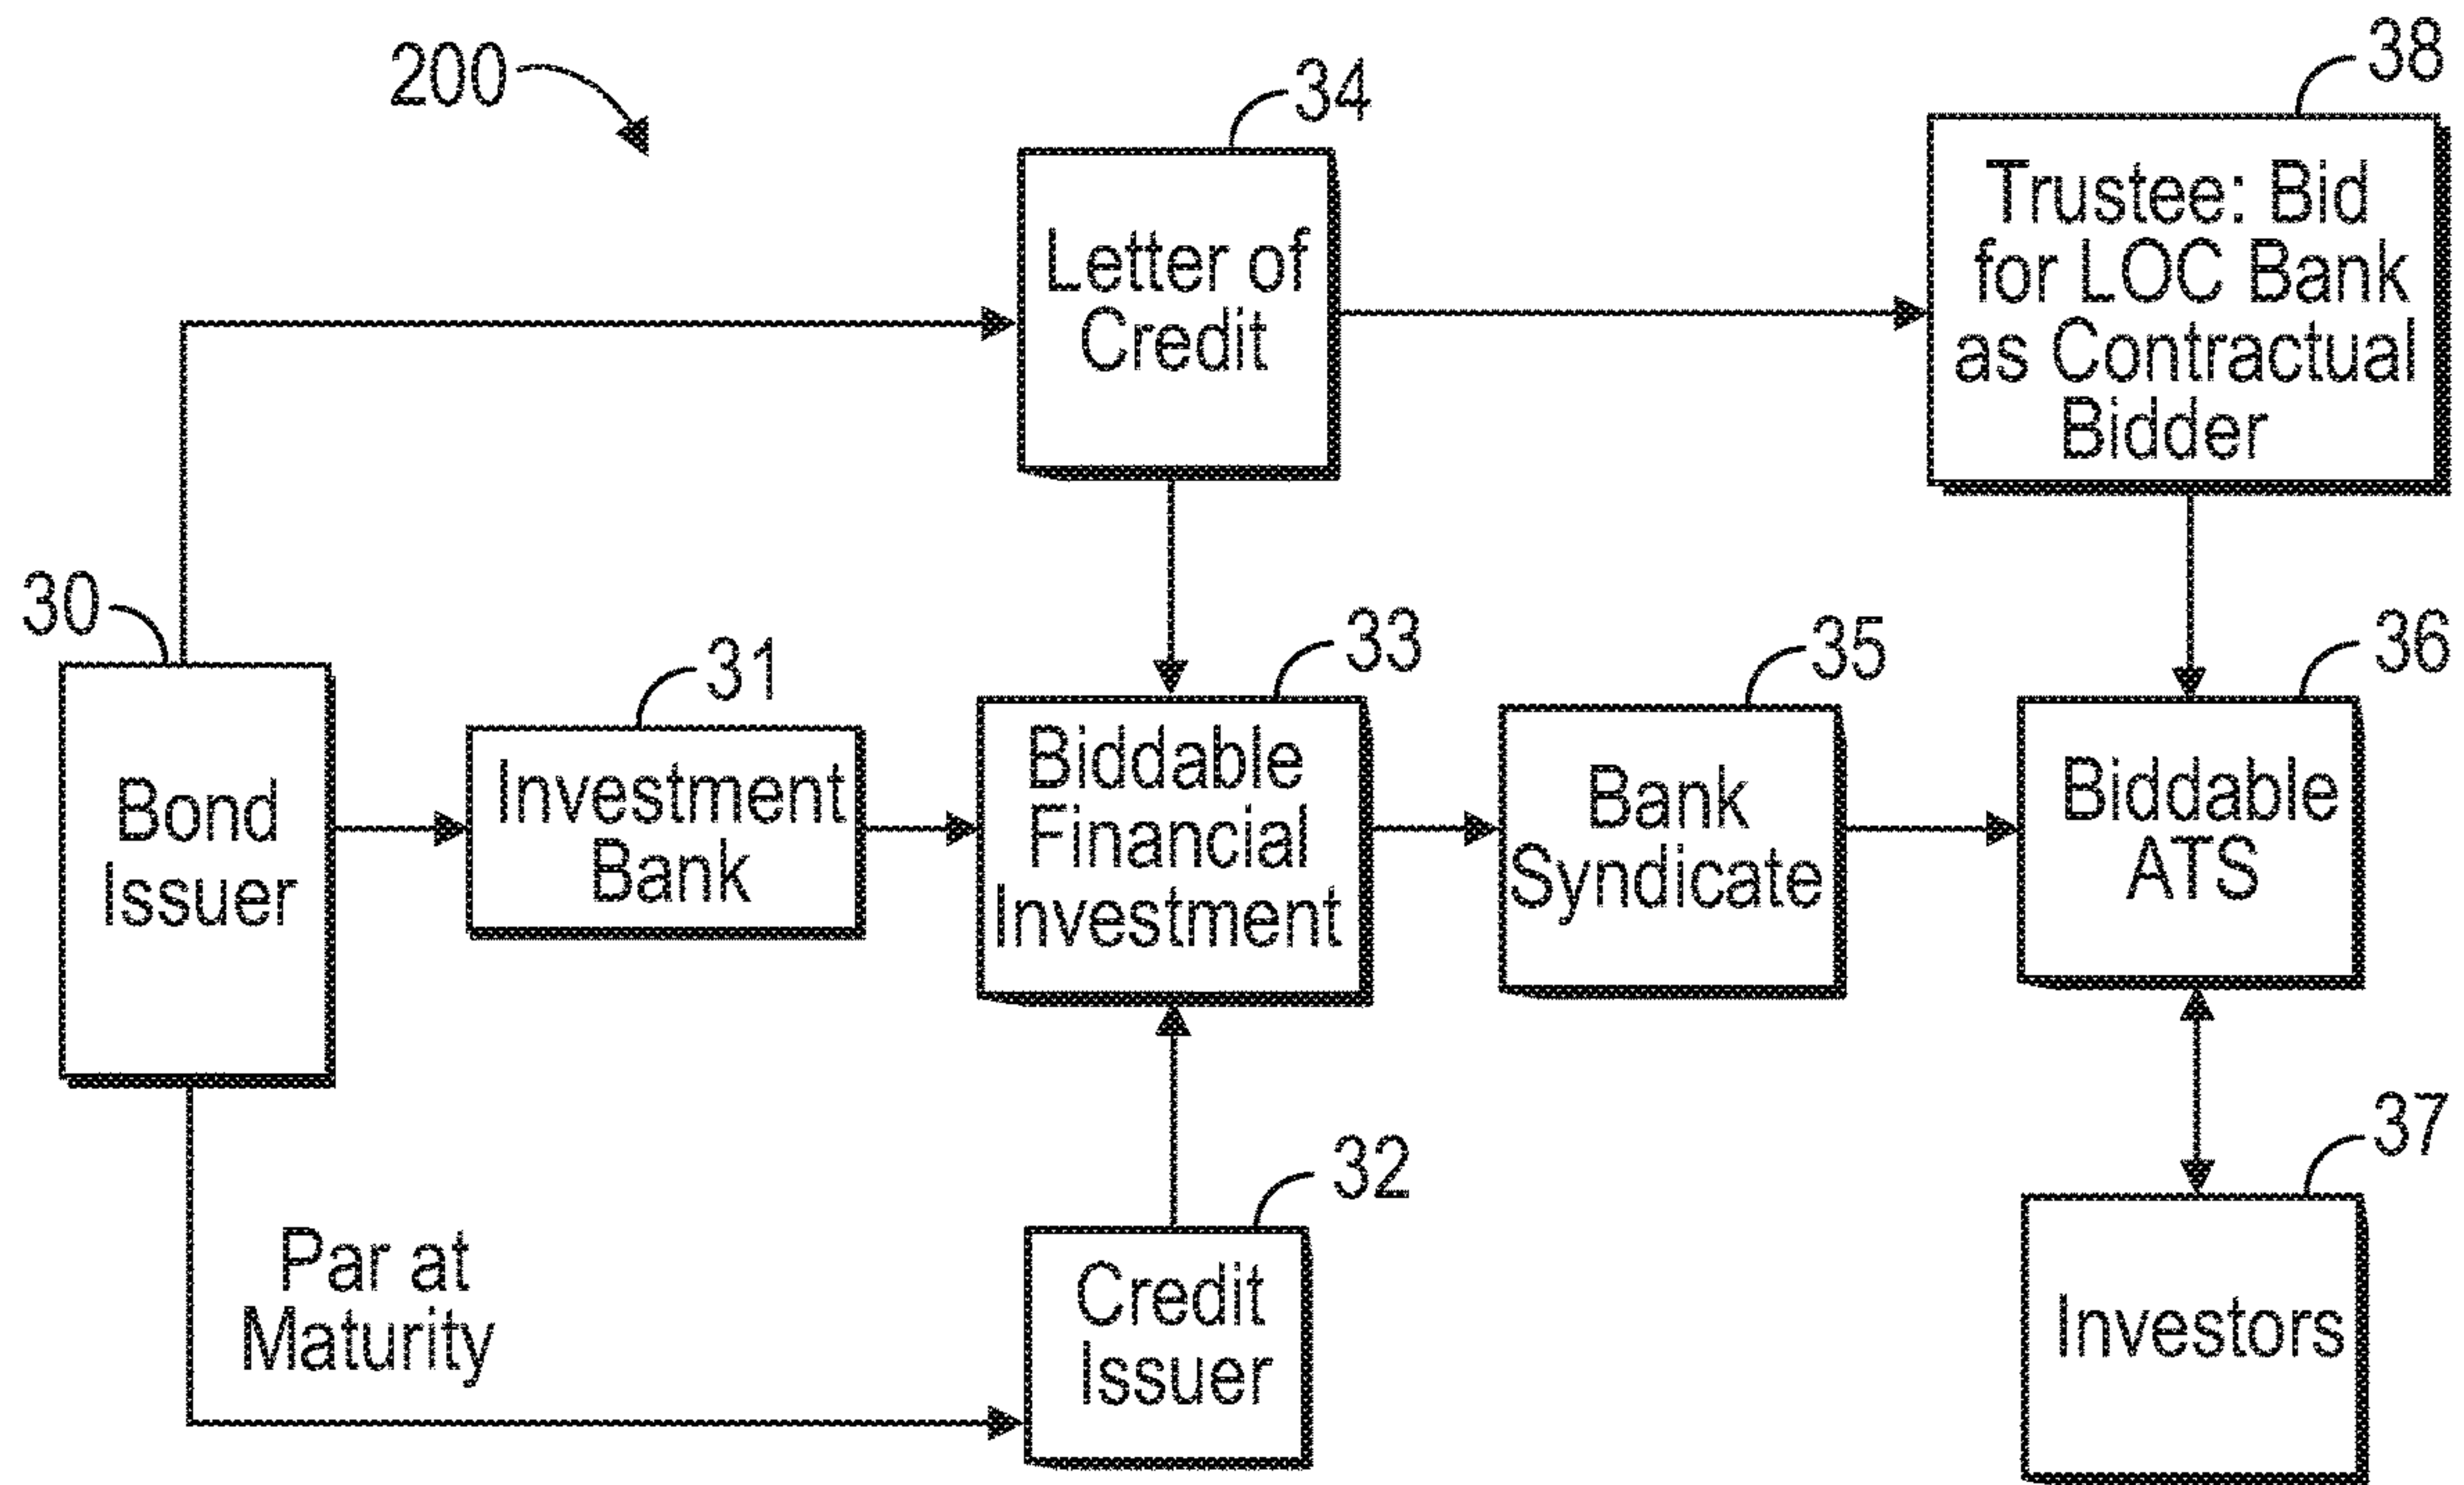 200
34
38
Letter of
Credit
Trustee: Bid
for LOC Bank
as Contractual
Bidder
30
31
33
35
36
Bond
Issuer
Investment
Bank
Biddable
Financial
Investment
Bank
Syndicate
Biddable
ATS
Par at
Maturity
32
Credit
Issuer
37
Investors